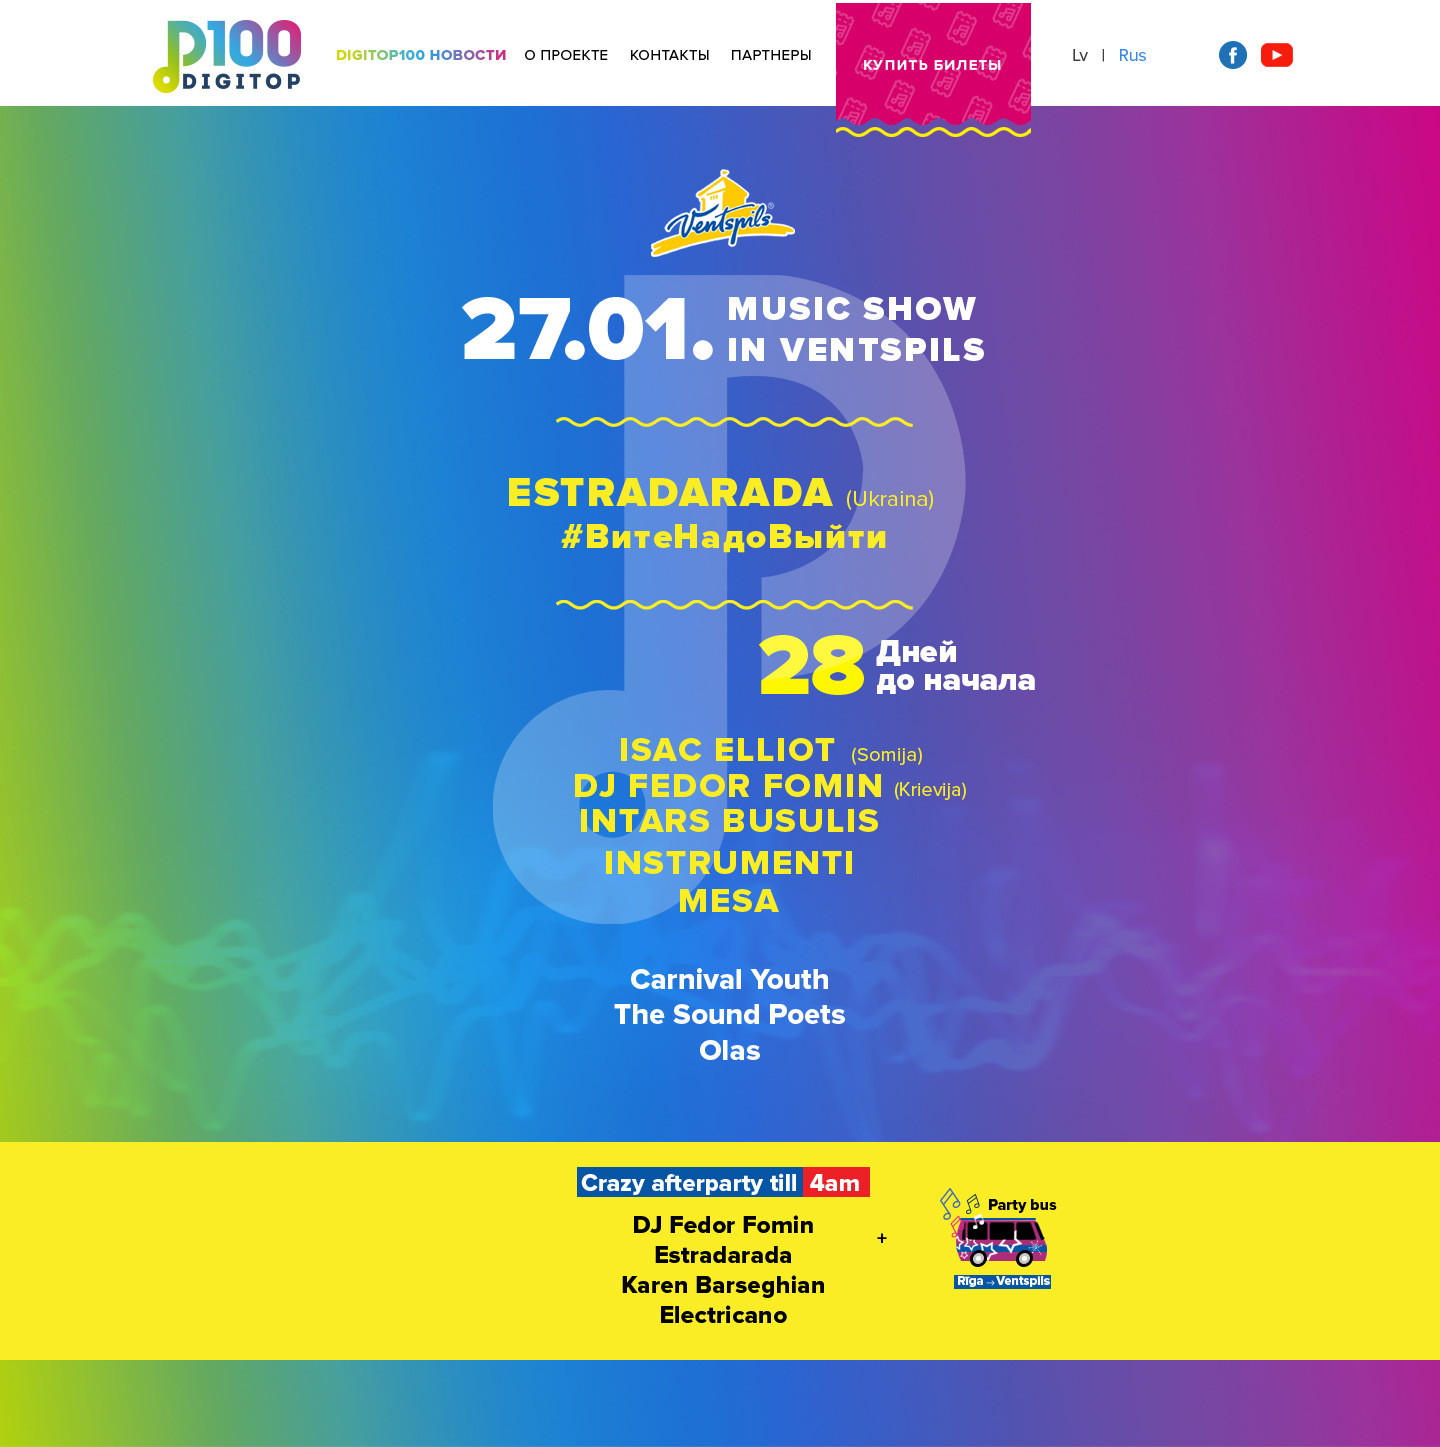 P100
DIGITOP
DIGITOP100 НОВОСТИ
О ПРОЕКТЕ
КОНТАКТЫ
ПАРТНЕРЫ
КУПИТЬ БИЛЕТЫ
Lv | Rus
Ventspils®
27.01.
MUSIC SHOW
IN VENTSPILS
ESTRADARADA (Ukraina)
#ВитеНадоВыйти
28
Дней
до начала
ISAC ELLIOT (Somija)
DJ FEDOR FOMIN (Krievija)
INTARS BUSULIS
INSTRUMENTI
MESA
Carnival Youth
The Sound Poets
Olas
Crazy afterparty till 4am
DJ Fedor Fomin
Estradarada
Karen Barseghian
Electricano
+
Party bus
Rīga→Ventspils